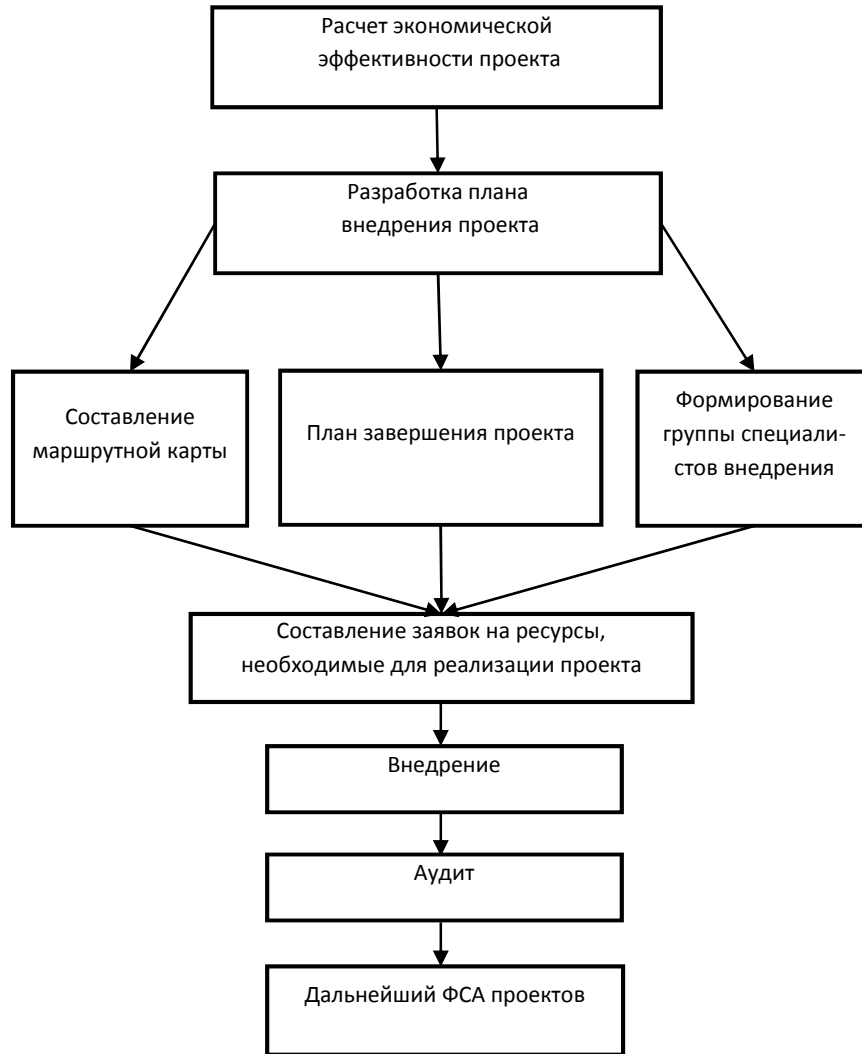 Расчет экономической
эффективности проекта
Разработка плана
внедрения проекта
Составление
маршрутной карты
План завершения проекта
Формирование
группы специали-
стов внедрения
Составление заявок на ресурсы,
необходимые для реализации проекта
Внедрение
Аудит
Дальнейший ФСА проектов